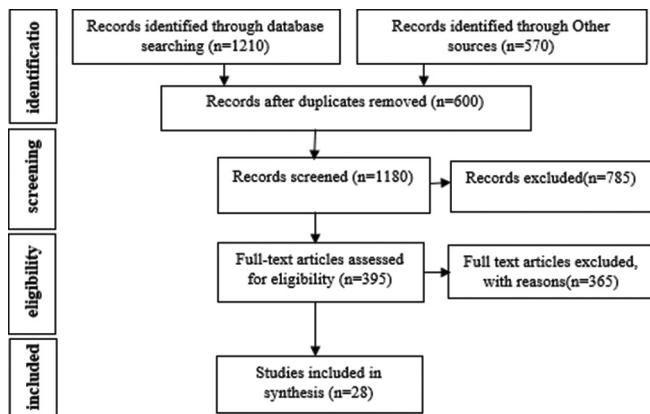 identificatio
Records identified through database
searching (n=1210)
Records identified through Other
sources (n=570)
Records after duplicates removed (n=600)
screening
Records screened (n=1180)
Records excluded(n=785)
eligibility
Full-text articles assessed
for eligibility (n=395)
Full text articles excluded,
with reasons(n=365)
included
Studies included in
synthesis (n=28)